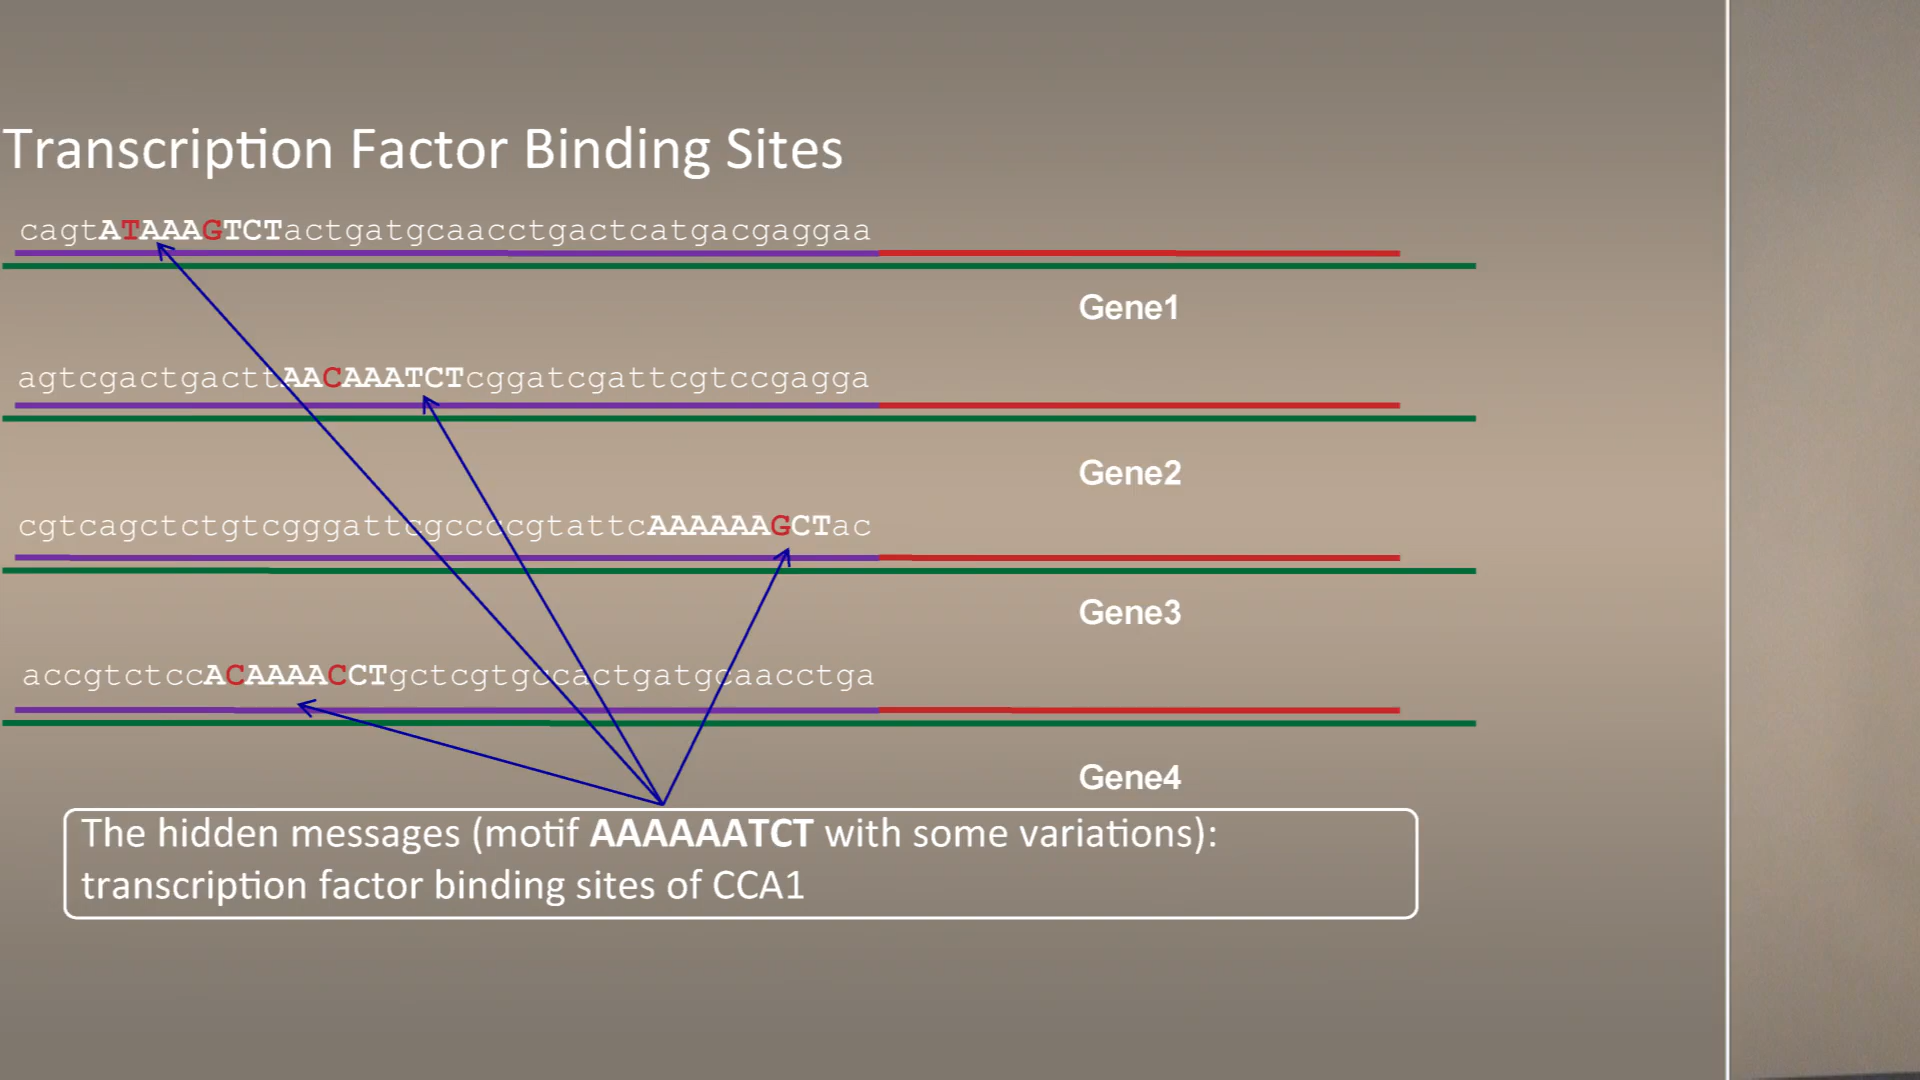 Transcription Factor Binding Sites
cagtATAAAGTCTactgatgcaacctgactcatgacgaggaa
Gene1
agtcgactgacttAACAAATCTcggatcgattcgtccgagga
Gene2
cgtcagctctgtcgggattcgccccgtattcAAAAAAGCTac
Gene3
accgtctccACAAAACCTgctcgtgccactgatgcaacctga
Gene4
The hidden messages (motif AAAAAATCT with some variations):
transcription factor binding sites of CCA1